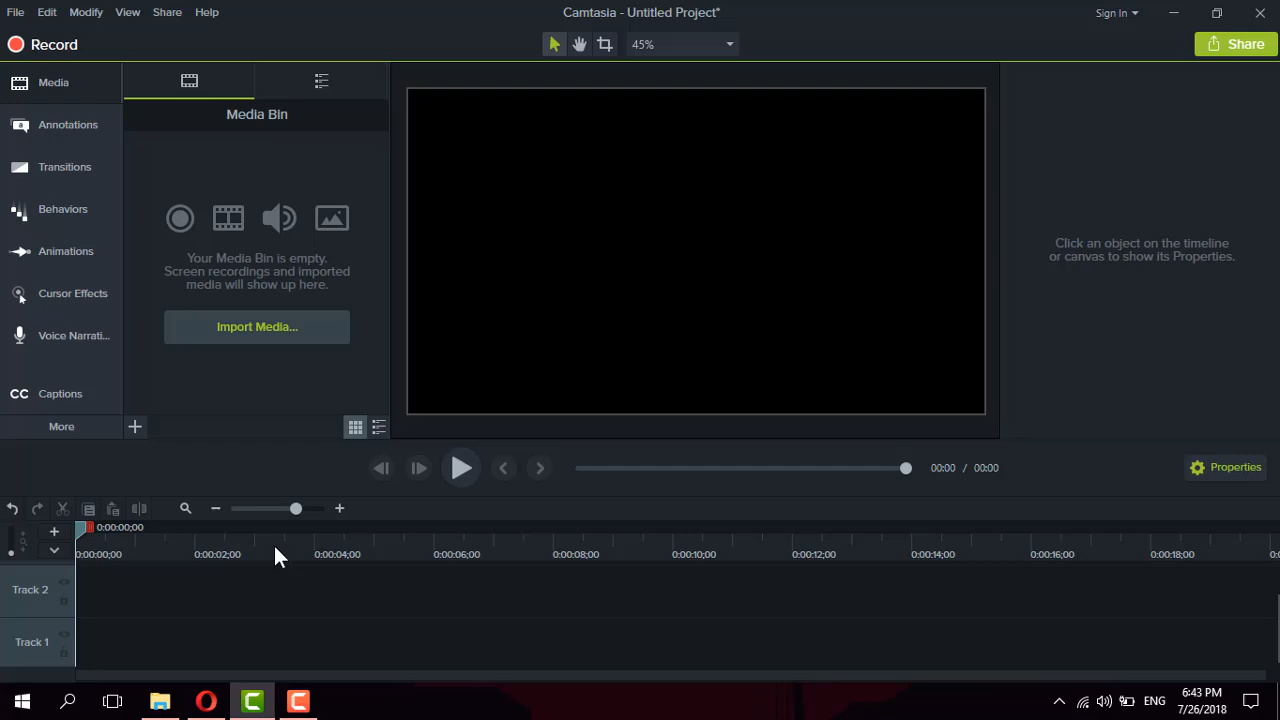 File Edit Modify View Share Help
Camtasia - Untitled Project*
Sign In
Record
45%
Share
Media
Annotations
Transitions
Behaviors
Animations
Cursor Effects
Voice Narrati...
Captions
More
Media Bin
Your Media Bin is empty.
Screen recordings and imported
media will show up here.
Import Media...
Click an object on the timeline
or canvas to show its Properties.
00:00 / 00:00
Properties
0:00:00;00
0:00:00;00 0:00:02;00 0:00:04;00 0:00:06;00 0:00:08;00 0:00:10;00 0:00:12;00 0:00:14;00 0:00:16;00 0:00:18;00
Track 2
Track 1
ENG
6:43 PM
7/26/2018